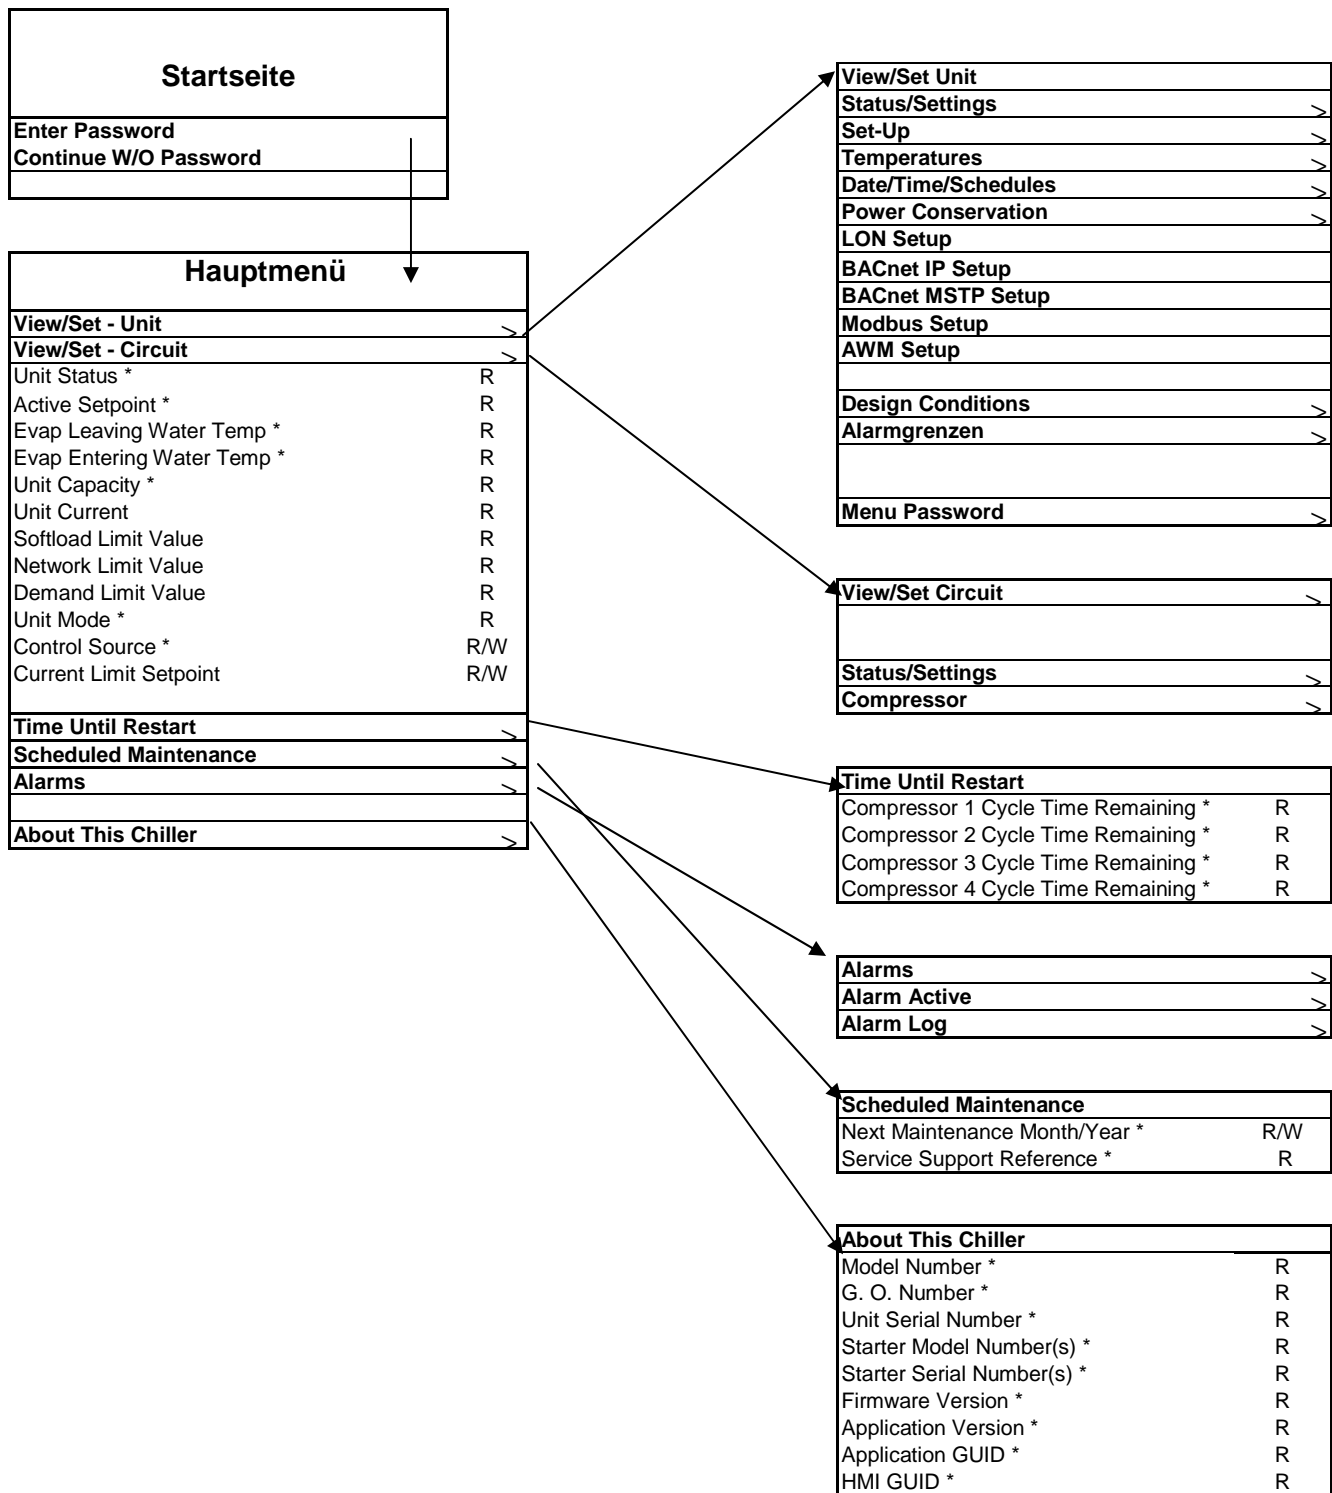 Startseite
Enter Password
Continue W/O Password
Hauptmenü
View/Set - Unit >
View/Set - Circuit >
Unit Status * R
Active Setpoint * R
Evap Leaving Water Temp * R
Evap Entering Water Temp * R
Unit Capacity * R
Unit Current R
Softload Limit Value R
Network Limit Value R
Demand Limit Value R
Unit Mode * R
Control Source * R/W
Current Limit Setpoint R/W
Time Until Restart >
Scheduled Maintenance >
Alarms >
About This Chiller >
View/Set Unit
Status/Settings >
Set-Up >
Temperatures >
Date/Time/Schedules >
Power Conservation >
LON Setup
BACnet IP Setup
BACnet MSTP Setup
Modbus Setup
AWM Setup
Design Conditions >
Alarmgrenzen >
Menu Password >
View/Set Circuit >
Status/Settings >
Compressor >
Time Until Restart
Compressor 1 Cycle Time Remaining * R
Compressor 2 Cycle Time Remaining * R
Compressor 3 Cycle Time Remaining * R
Compressor 4 Cycle Time Remaining * R
Alarms >
Alarm Active >
Alarm Log >
Scheduled Maintenance
Next Maintenance Month/Year * R/W
Service Support Reference * R
About This Chiller
Model Number * R
G. O. Number * R
Unit Serial Number * R
Starter Model Number(s) * R
Starter Serial Number(s) * R
Firmware Version * R
Application Version * R
Application GUID * R
HMI GUID * R